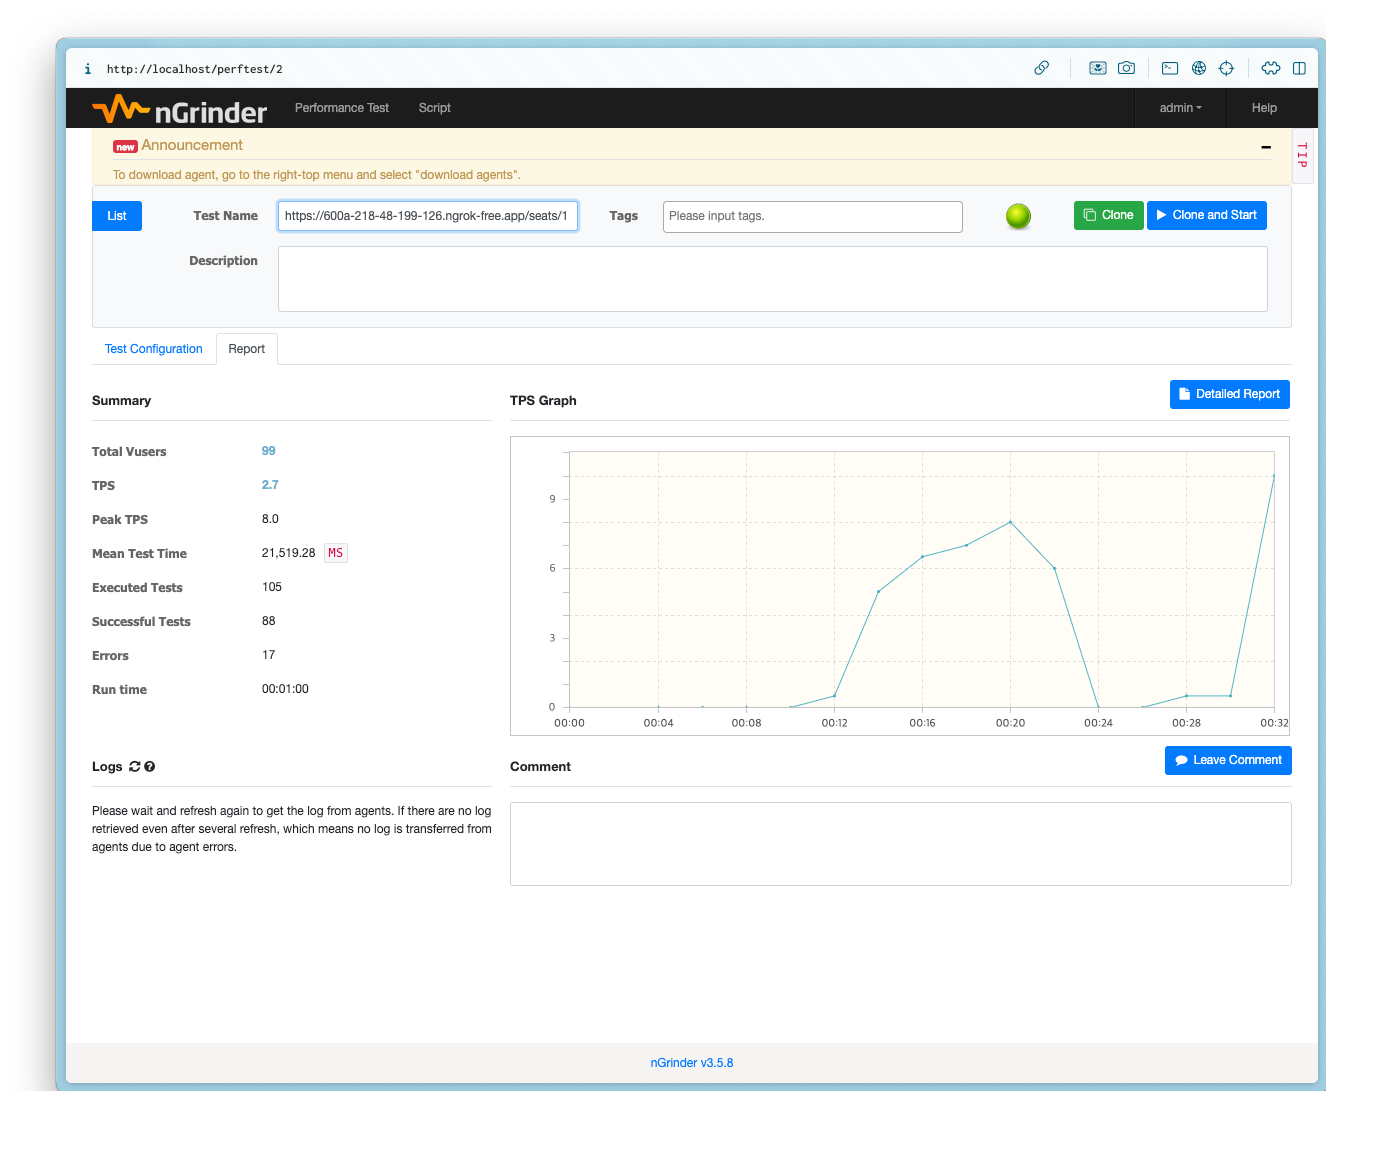 i http://localhost/perftest/2
nGrinder Performance Test Script admin Help
new Announcement
To download agent, go to the right-top menu and select "download agents".
TIP
List Test Name https://600a-218-48-199-126.ngrok-free.app/seats/1 Tags Please input tags. Clone Clone and Start
Description
Test Configuration Report
Summary
Total Vusers 99
TPS 2.7
Peak TPS 8.0
Mean Test Time 21,519.28 MS
Executed Tests 105
Successful Tests 88
Errors 17
Run time 00:01:00
TPS Graph Detailed Report
9
6
3
0
00:00 00:04 00:08 00:12 00:16 00:20 00:24 00:28 00:32
Logs
Please wait and refresh again to get the log from agents. If there are no log
retrieved even after several refresh, which means no log is transferred from
agents due to agent errors.
Comment Leave Comment
nGrinder v3.5.8